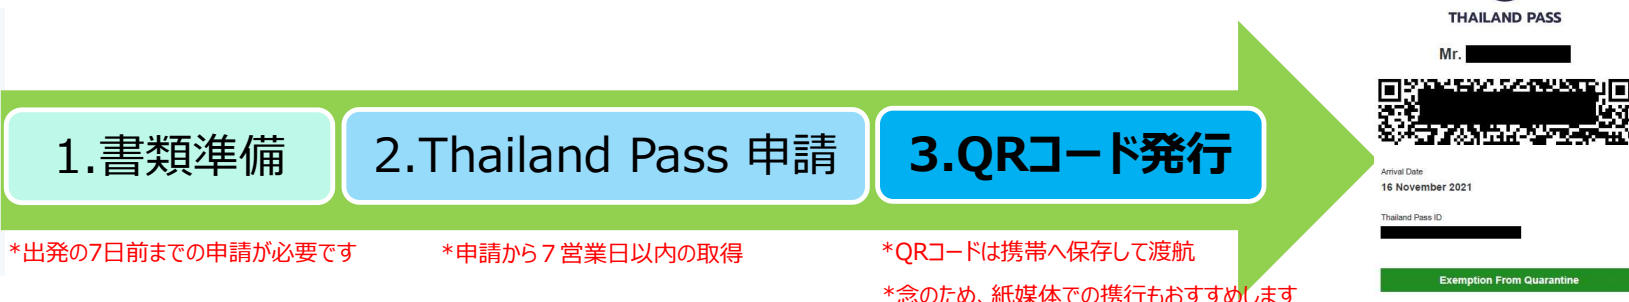 THAILAND PASS
Mr.
1.書類準備
2.Thailand Pass 申請
3.QRコード発行
Arrival Date
16 November 2021
Thailand Pass ID
*出発の7日前までの申請が必要です
*申請から７営業日以内の取得
*QRコードは携帯へ保存して渡航
*念のため、紙媒体での携行もおすすめします
Exemption From Quarantine